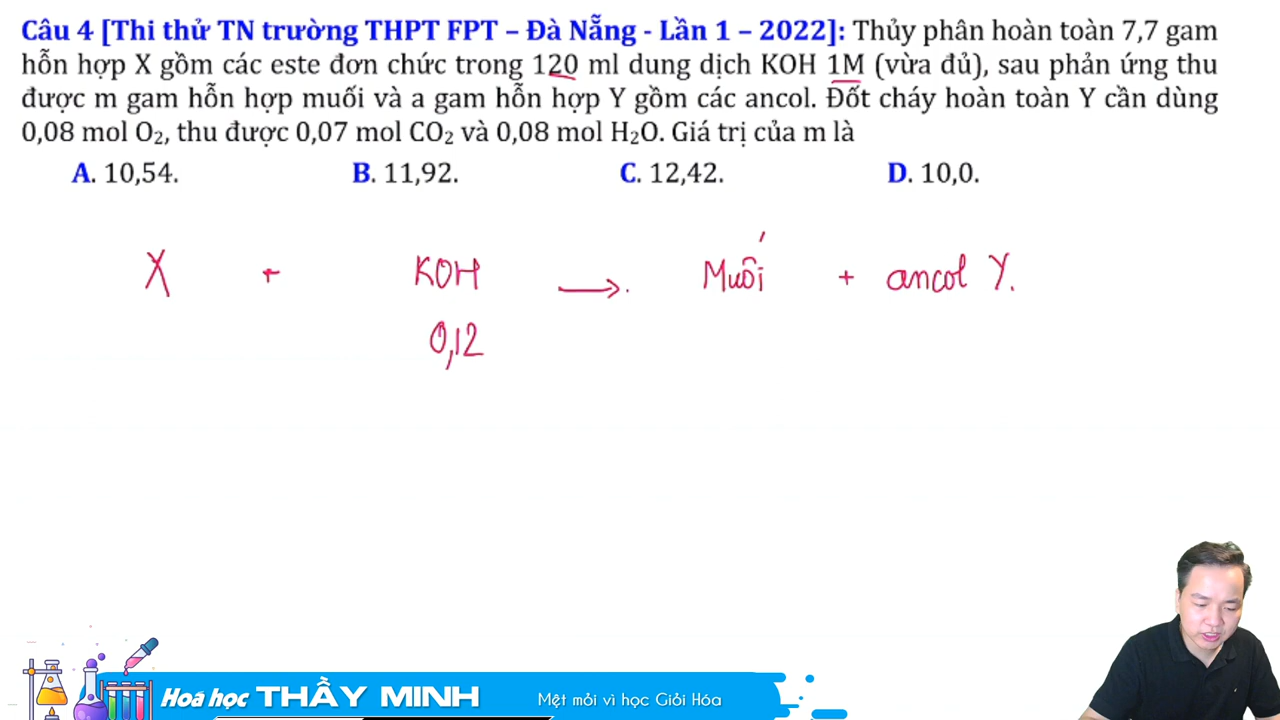 Câu 4 [Thi thử TN trường THPT FPT – Đà Nẵng - Lần 1 – 2022]: Thủy phân hoàn toàn 7,7 gam
hỗn hợp X gồm các este đơn chức trong 120 ml dung dịch KOH 1M (vừa đủ), sau phản ứng thu
được m gam hỗn hợp muối và a gam hỗn hợp Y gồm các ancol. Đốt cháy hoàn toàn Y cần dùng
0,08 mol O₂, thu được 0,07 mol CO₂ và 0,08 mol H₂O. Giá trị của m là
A. 10,54. B. 11,92. C. 12,42. D. 10,0.
X + KOH → Muối + ancol Y.
0,12
Hoá học THẦY MINH Mệt mỏi vì học Giỏi Hóa